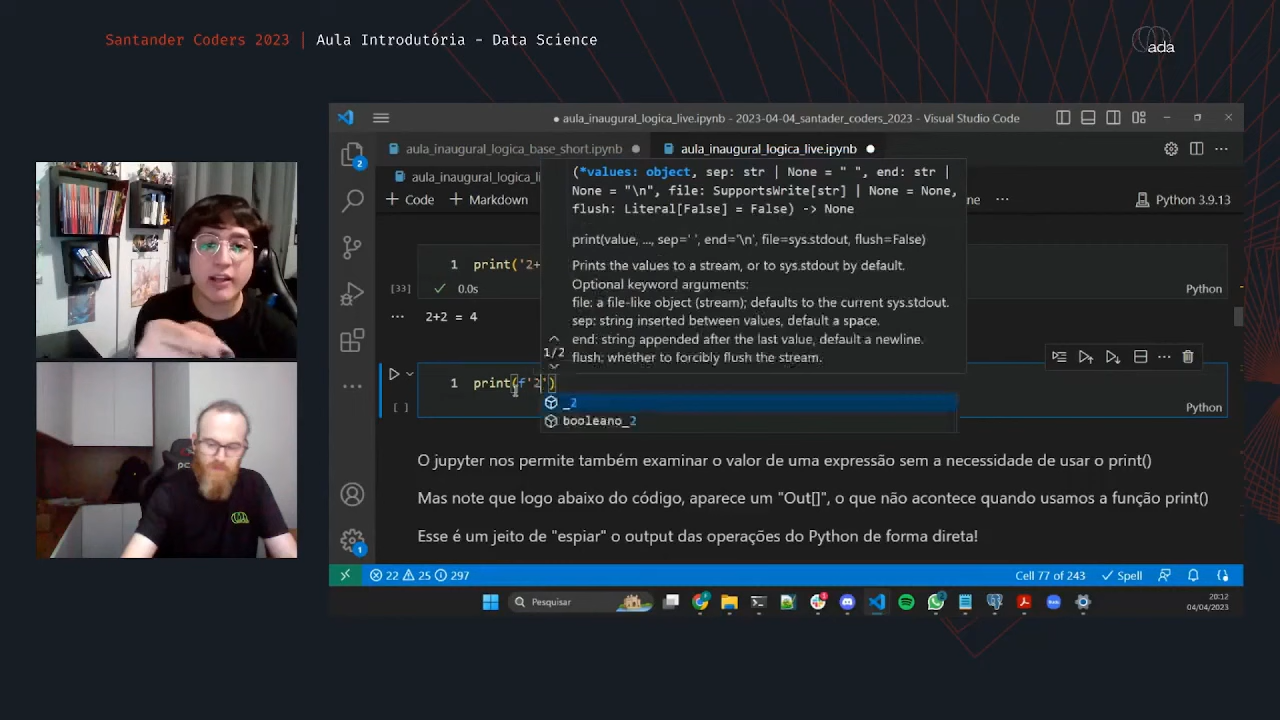 Santander Coders 2023 | Aula Introdutória - Data Science
ada
● aula_inaugural_logica_live.ipynb - 2023-04-04_santader_coders_2023 - Visual Studio Code
aula_inaugural_logica_base_short.ipynb ●
aula_inaugural_logica_live.ipynb ●
2
aula_inaugural_logica_li
+ Code + Markdown
ne ...
Python 3.9.13
(*values: object, sep: str | None = " ", end: str |
None = "\n", file: SupportsWrite[str] | None = None,
flush: Literal[False] = False) -> None
print(value, ..., sep=' ', end='\n', file=sys.stdout, flush=False)
Prints the values to a stream, or to sys.stdout by default.
Optional keyword arguments:
file: a file-like object (stream); defaults to the current sys.stdout.
sep: string inserted between values, default a space.
end: string appended after the last value, default a newline.
flush: whether to forcibly flush the stream.
1/2
1 print('2+
[33] ✓ 0.0s
Python
... 2+2 = 4
1 print(f'2')
[ ]
Python
_2
booleano_2
O jupyter nos permite também examinar o valor de uma expressão sem a necessidade de usar o print()
Mas note que logo abaixo do código, aparece um "Out[]", o que não acontece quando usamos a função print()
Esse é um jeito de "espiar" o output das operações do Python de forma direta!
1
22 25 297
Cell 77 of 243 ✓ Spell
Pesquisar
20:12
04/04/2023